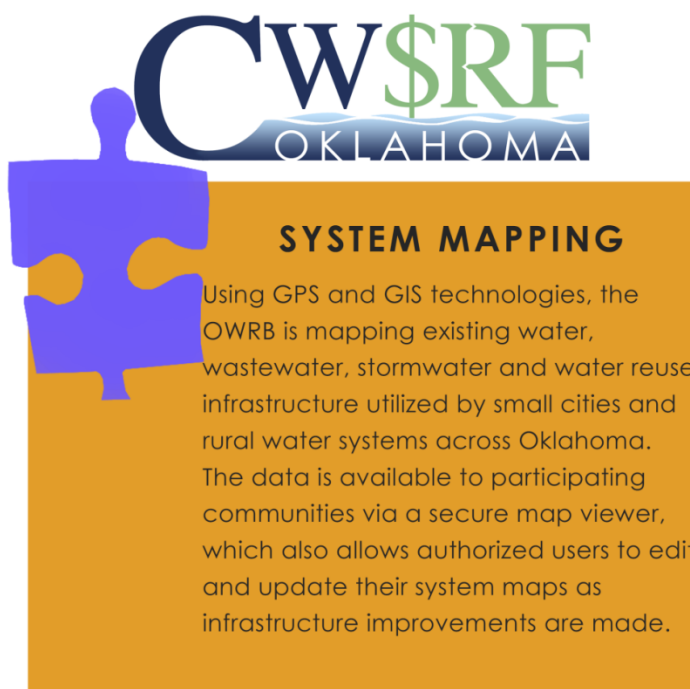 CW$RF
OKLAHOMA
SYSTEM MAPPING
Using GPS and GIS technologies, the
OWRB is mapping existing water,
wastewater, stormwater and water reuse
infrastructure utilized by small cities and
rural water systems across Oklahoma.
The data is available to participating
communities via a secure map viewer,
which also allows authorized users to edit
and update their system maps as
infrastructure improvements are made.